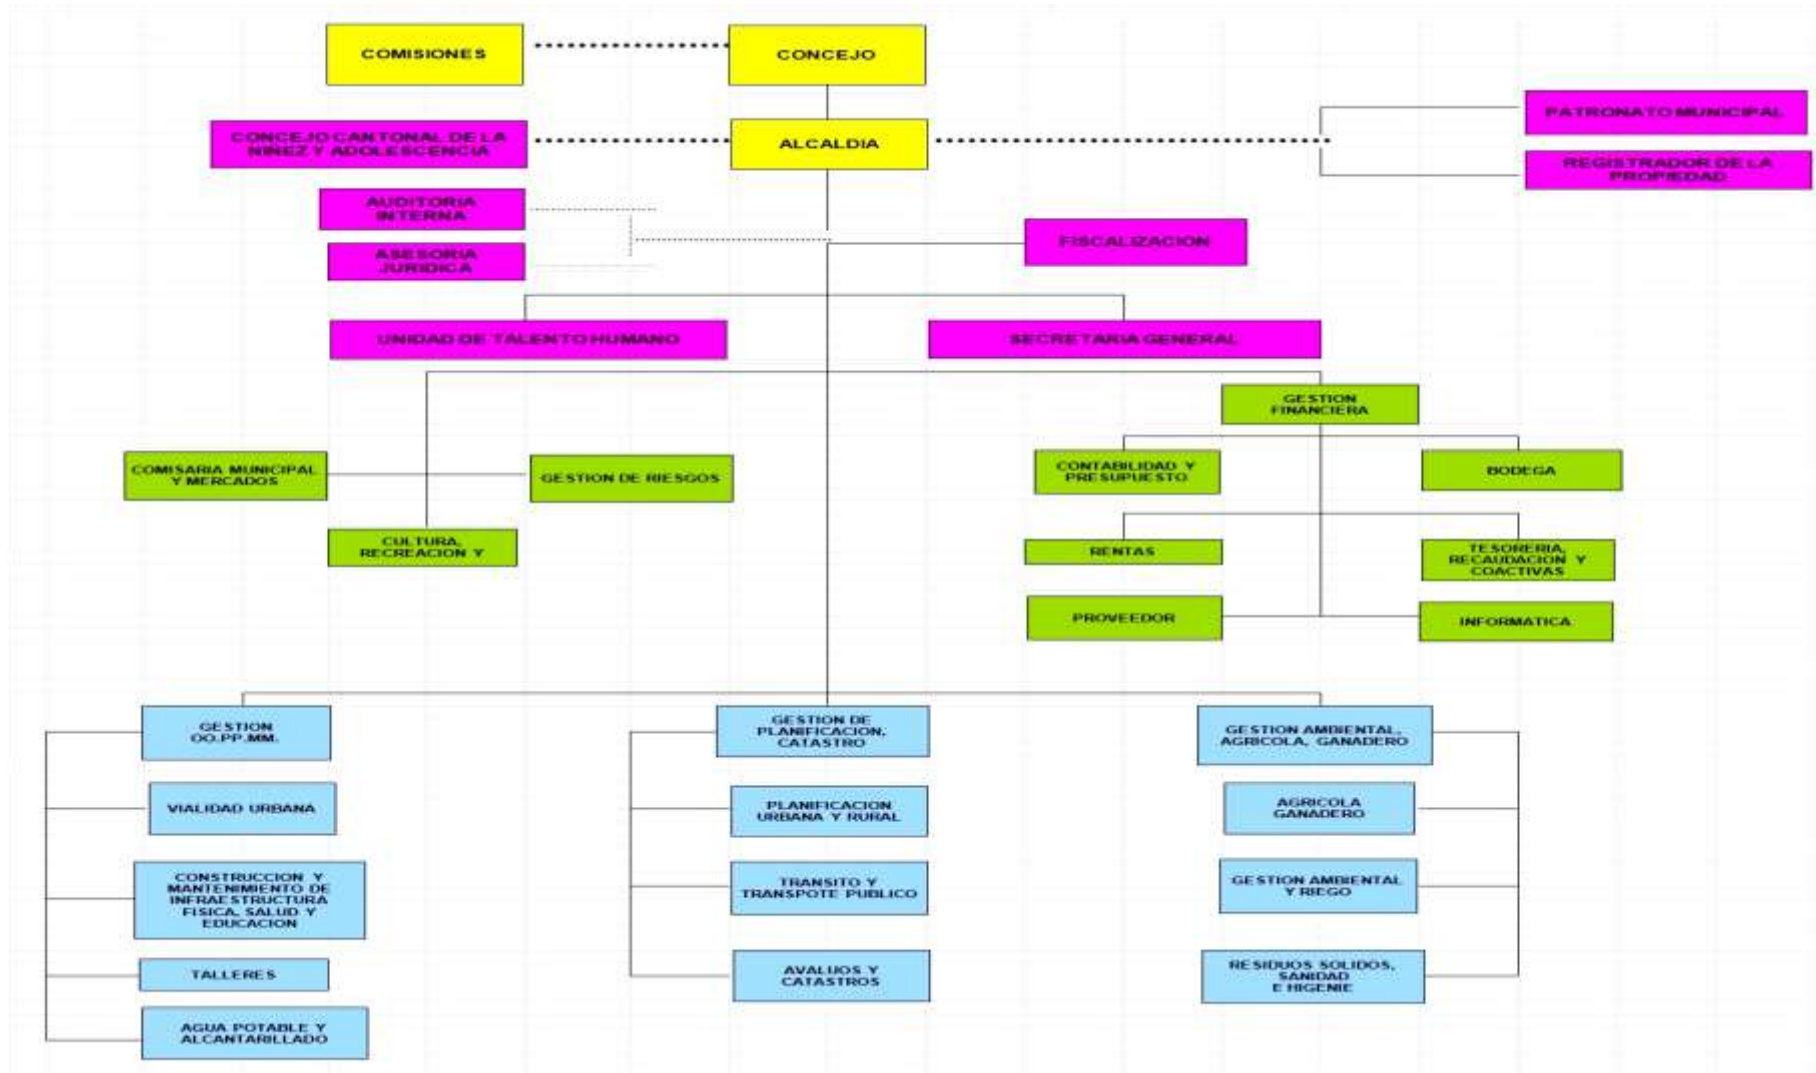 COMISIONES
CONCEJO
CONCEJO CANTONAL DE LA
NIÑEZ Y ADOLESCENCIA
ALCALDIA
PATRONATO MUNICIPAL
REGISTRADOR DE LA
PROPIEDAD
AUDITORIA
INTERNA
ASESORIA
JURIDICA
FISCALIZACION
UNIDAD DE TALENTO HUMANO
SECRETARIA GENERAL
GESTION
FINANCIERA
COMISARIA MUNICIPAL
Y MERCADOS
GESTION DE RIESGOS
CULTURA,
RECREACION Y
CONTABILIDAD Y
PRESUPUESTO
BODEGA
RENTAS
TESORERIA,
RECAUDACION Y
COACTIVAS
PROVEEDOR
INFORMATICA
GESTION
OO.PP.MM.
VIALIDAD URBANA
CONSTRUCCION Y
MANTENIMIENTO DE
INFRAESTRUCTURA
FISICA, SALUD Y
EDUCACION
TALLERES
AGUA POTABLE Y
ALCANTARILLADO
GESTION DE
PLANIFICACION,
CATASTRO
PLANIFICACION
URBANA Y RURAL
TRANSITO Y
TRANSPOTE PUBLICO
AVALUOS Y
CATASTROS
GESTION AMBIENTAL,
AGRICOLA, GANADERO
AGRICOLA
GANADERO
GESTION AMBIENTAL
Y RIEGO
RESIDUOS SOLIDOS,
SANIDAD
E HIGENIE